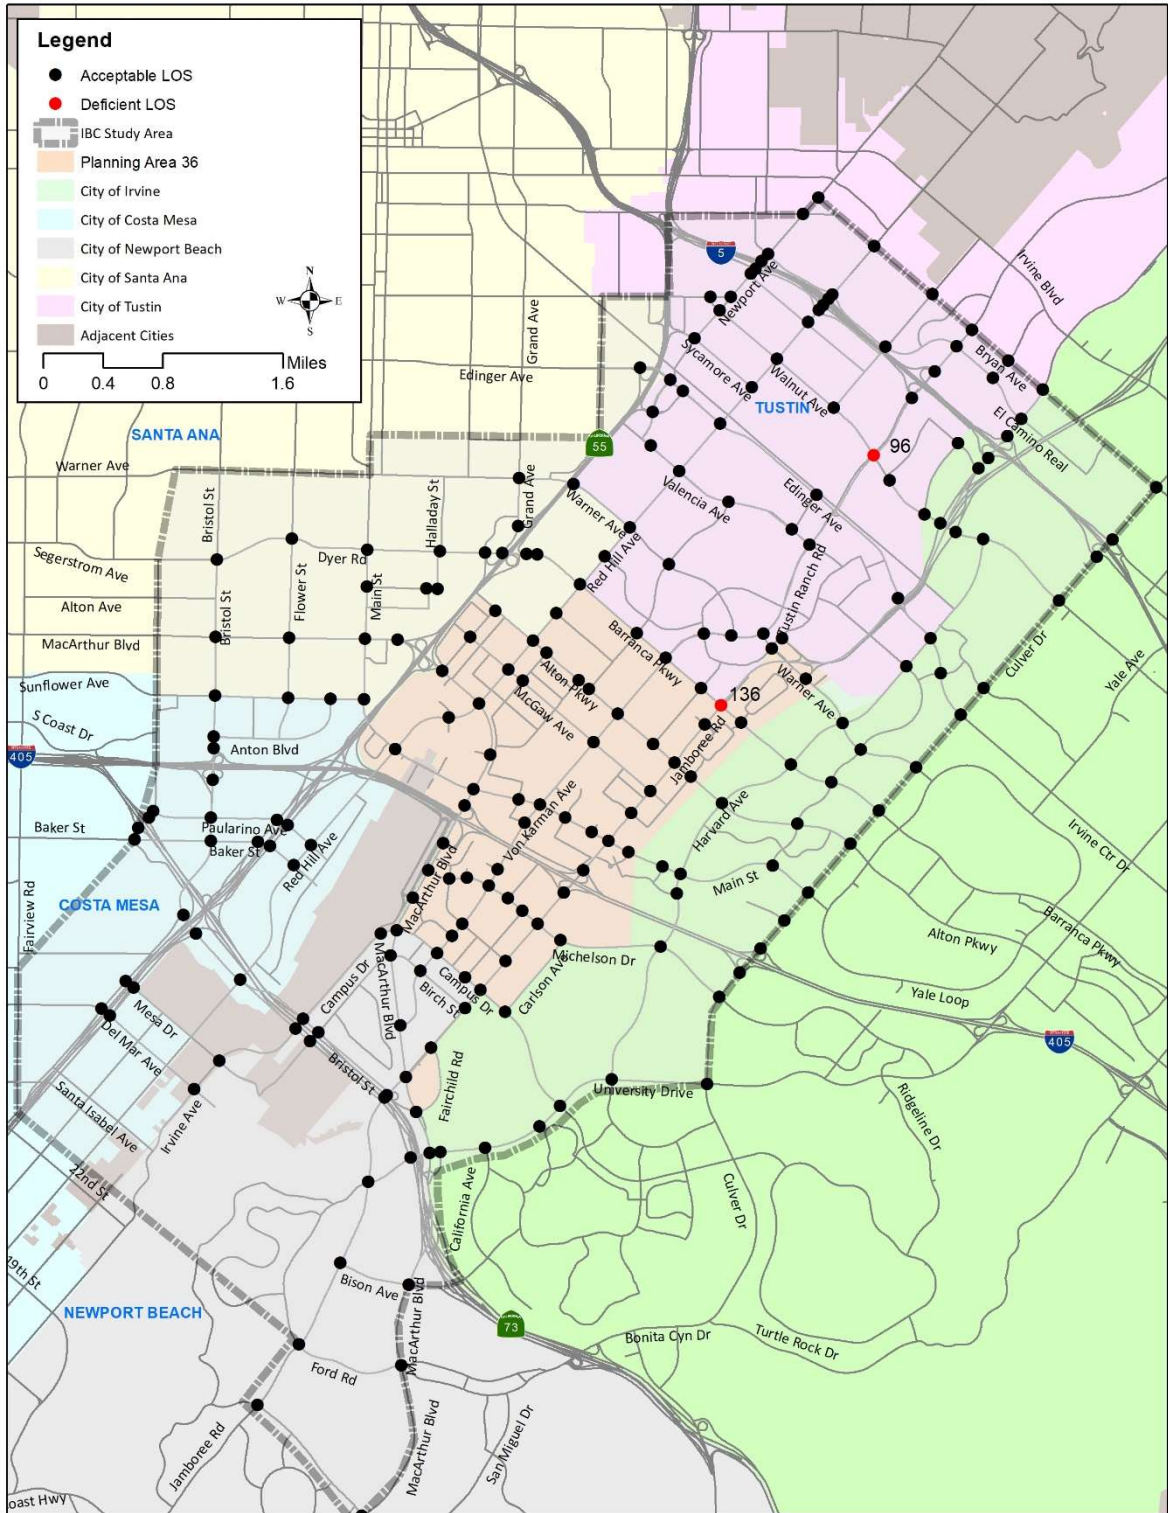 Legend
Acceptable LOS
Deficient LOS
IBC Study Area
Planning Area 36
City of Irvine
City of Costa Mesa
City of Newport Beach
City of Santa Ana
City of Tustin
Adjacent Cities
N
W E
S
Miles
0 0.4 0.8 1.6
5
Newport Ave
Irvine Blvd
Grand Ave
Edinger Ave
Sycamore Ave
Walnut Ave
Bryan Ave
TUSTIN
El Camino Real
SANTA ANA
55
96
Warner Ave
Bristol St
Halladay St
Grand Ave
Warner Ave
Valencia Ave
Edinger Ave
Segerstrom Ave
Dyer Rd
Flower St
Main St
Red Hill Ave
Tustin Ranch Rd
Alton Ave
Bristol St
MacArthur Blvd
Barranca Pkwy
Culver Dr
Yale Ave
Sunflower Ave
Alton Pkwy
Warner Ave
S Coast Dr
McGaw Ave
136
Jamboree Rd
405
Anton Blvd
Baker St
Paularino Ave
Baker St
Red Hill Ave
Von Karman Ave
Harvard Ave
Irvine Ctr Dr
MacArthur Blvd
Main St
Fairview Rd
COSTA MESA
Barranca Pkwy
Alton Pkwy
Michelson Dr
MacArthur Blvd
Campus Dr
Campus Dr
Birch St
Carlson Ave
Yale Loop
Mesa Dr
Del Mar Ave
405
Bristol St
Fairchild Rd
University Drive
Santa Isabel Ave
Irvine Ave
Ridgeline Dr
22nd St
California Ave
Culver Dr
19th St
Bison Ave
MacArthur Blvd
NEWPORT BEACH
73
Bonita Cyn Dr
Turtle Rock Dr
Ford Rd
MacArthur Blvd
San Miguel Dr
Jamboree Rd
oast Hwy